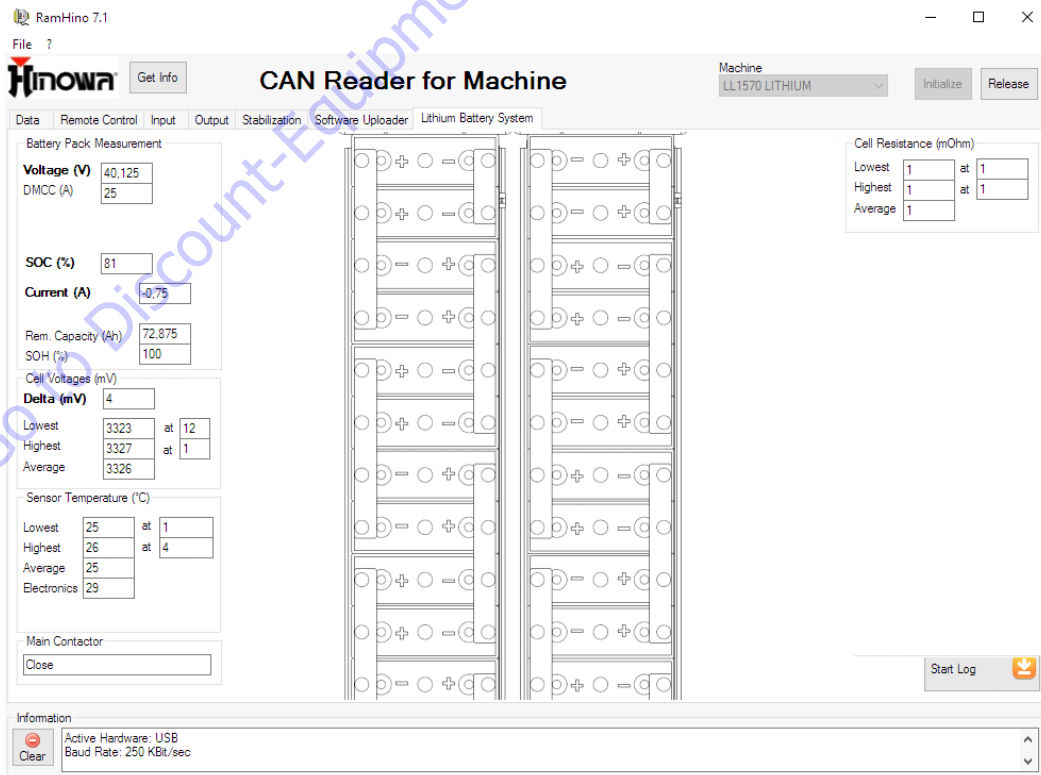 RamHino 7.1
File ?
HINOWA Get Info CAN Reader for Machine Machine LL1570 LITHIUM Initialize Release
Data Remote Control Input Output Stabilization Software Uploader Lithium Battery System
Battery Pack Measurement
Voltage (V) 40,125
DMCC (A) 25
SOC (%) 81
Current (A) -0,75
Rem. Capacity (Ah) 72,875
SOH (%) 100
Cell Voltages (mV)
Delta (mV) 4
Lowest 3323 at 12
Highest 3327 at 1
Average 3326
Sensor Temperature (°C)
Lowest 25 at 1
Highest 26 at 4
Average 25
Electronics 29
Main Contactor
Close
Cell Resistance (mOhm)
Lowest 1 at 1
Highest 1 at 1
Average 1
Start Log
Infomation
Clear
Active Hardware: USB
Baud Rate: 250 KBit/sec
Go to Discount-Equipme